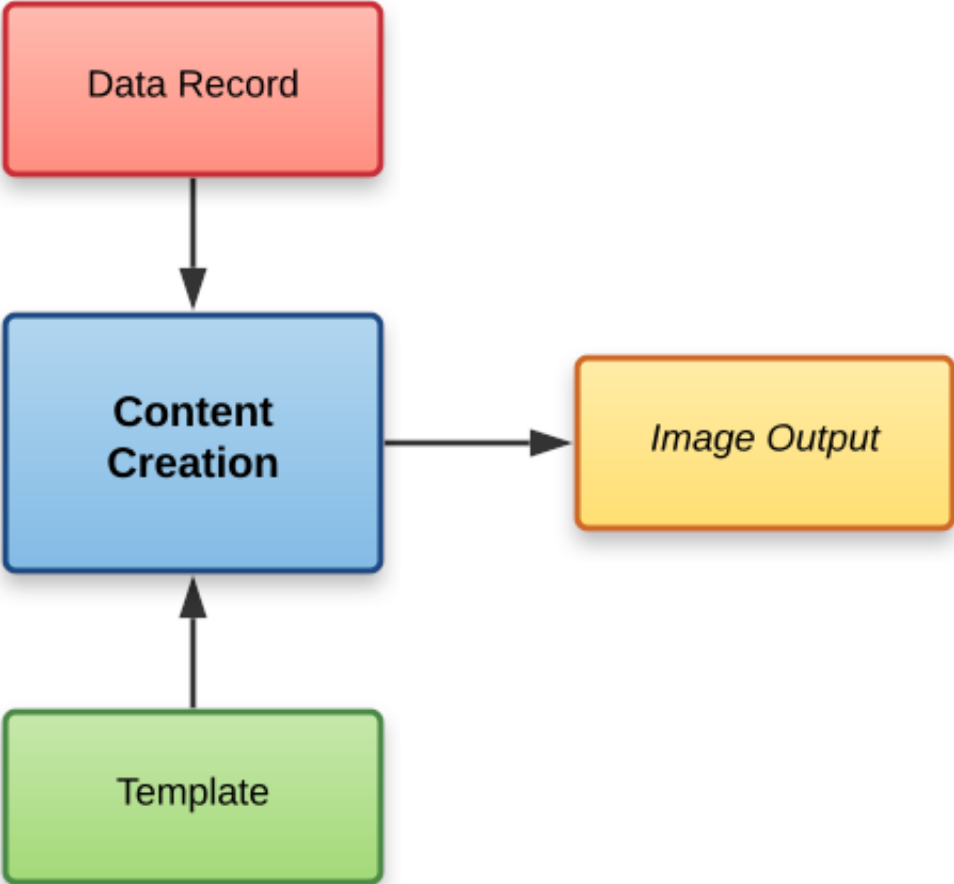 Data Record
Content
Creation
Image Output
Template